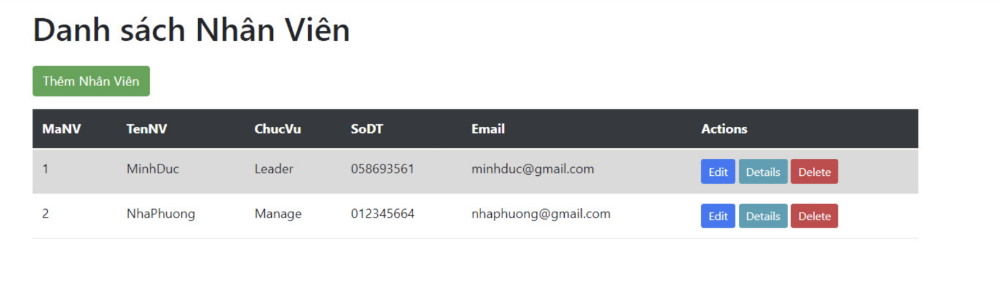 Danh sách Nhân Viên
Thêm Nhân Viên
MaNV TenNV ChucVu SoDT Email Actions
1 MinhDuc Leader 058693561 minhduc@gmail.com Edit Details Delete
2 NhaPhuong Manage 012345664 nhaphuong@gmail.com Edit Details Delete